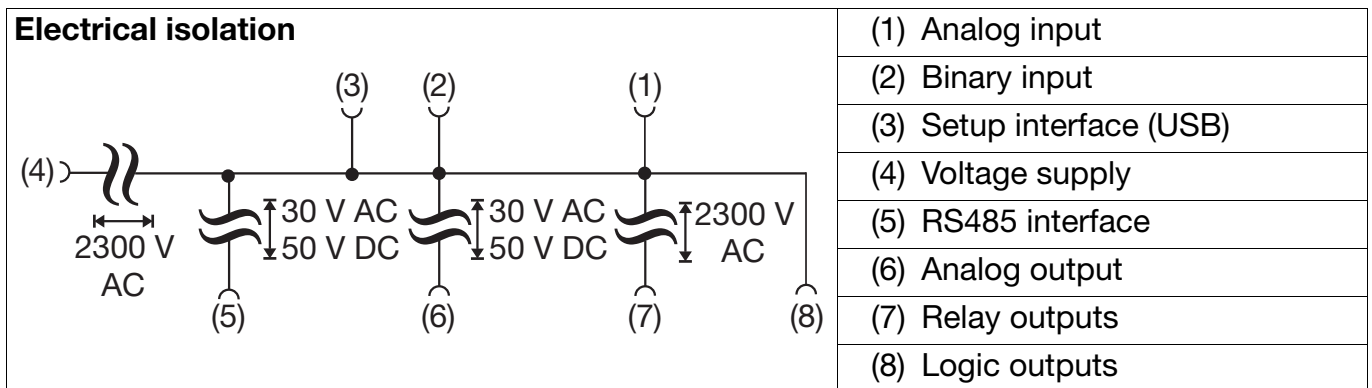 Electrical isolation
(3) (2) (1)
(4)
2300 V
AC
30 V AC
50 V DC
30 V AC
50 V DC
2300 V
AC
(5) (6) (7) (8)
(1) Analog input
(2) Binary input
(3) Setup interface (USB)
(4) Voltage supply
(5) RS485 interface
(6) Analog output
(7) Relay outputs
(8) Logic outputs